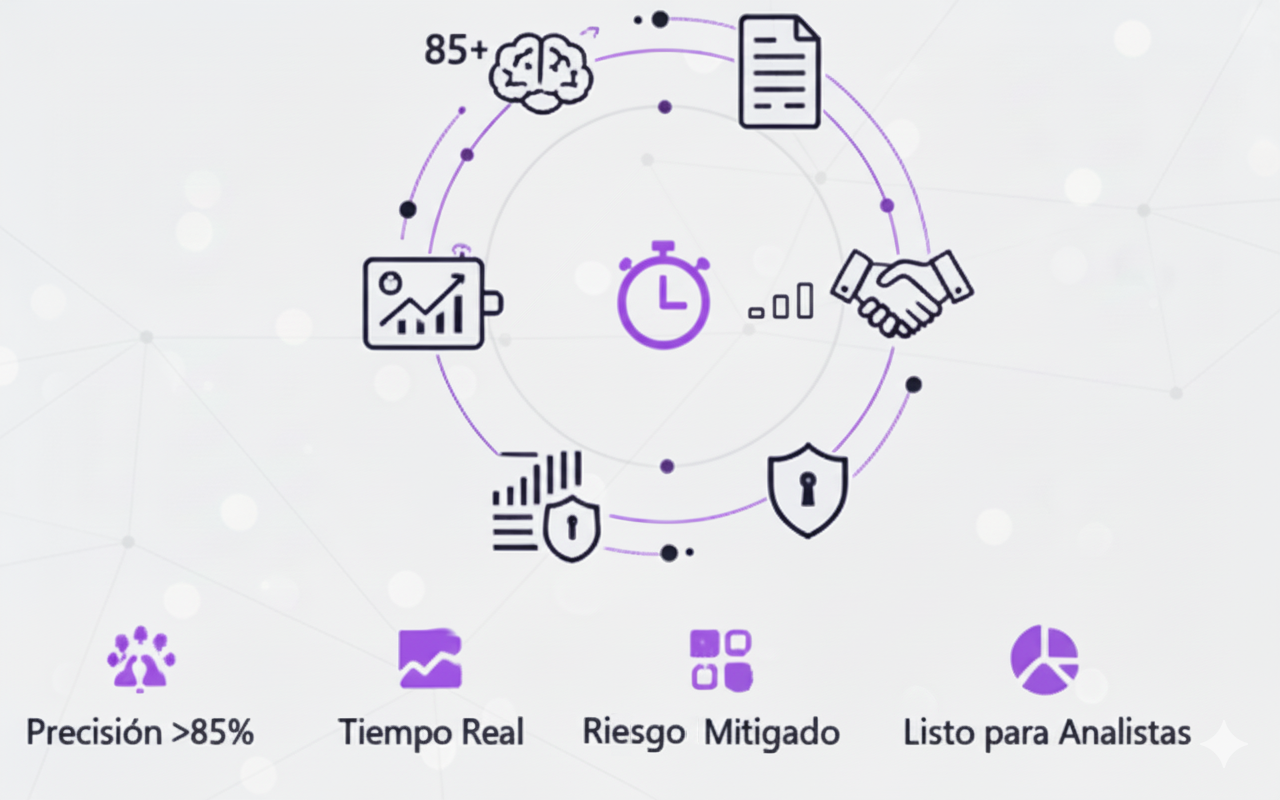 85+
Precisión >85%
Tiempo Real
Riesgo Mitigado
Listo para Analistas